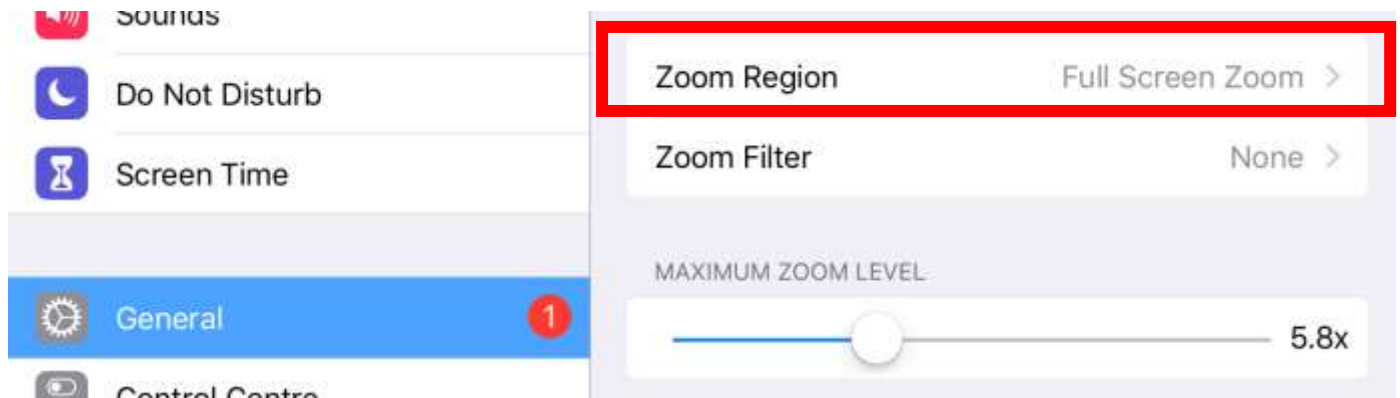 Sounds
Do Not Disturb
Screen Time
General 1
Control Centre
Zoom Region Full Screen Zoom >
Zoom Filter None >
MAXIMUM ZOOM LEVEL
5.8x